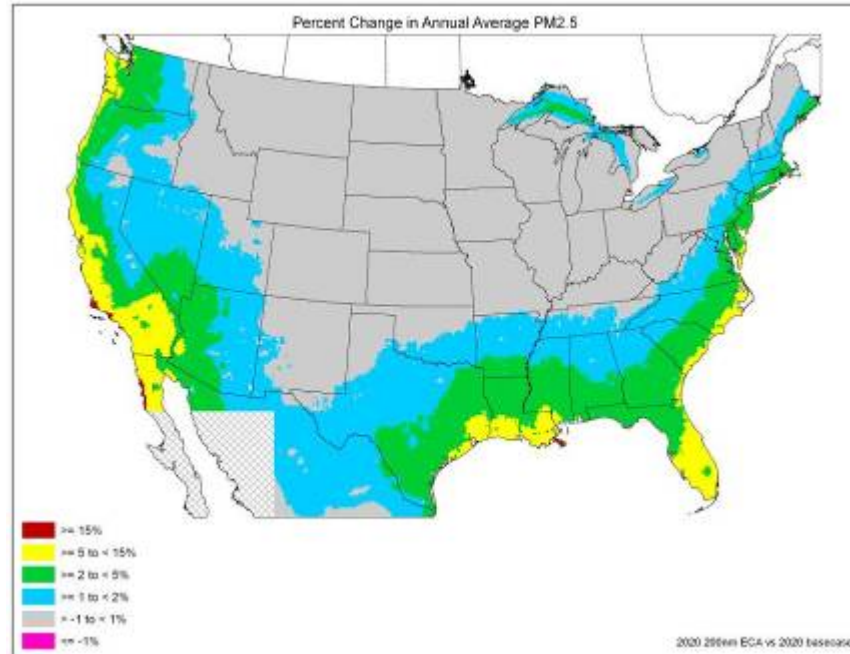 Percent Change in Annual Average PM2.5
>= 15%
>= 5 to < 15%
>= 2 to < 5%
>= 1 to < 2%
> -1 to < 1%
<= -1%
2020 200nm ECA vs 2020 basecase